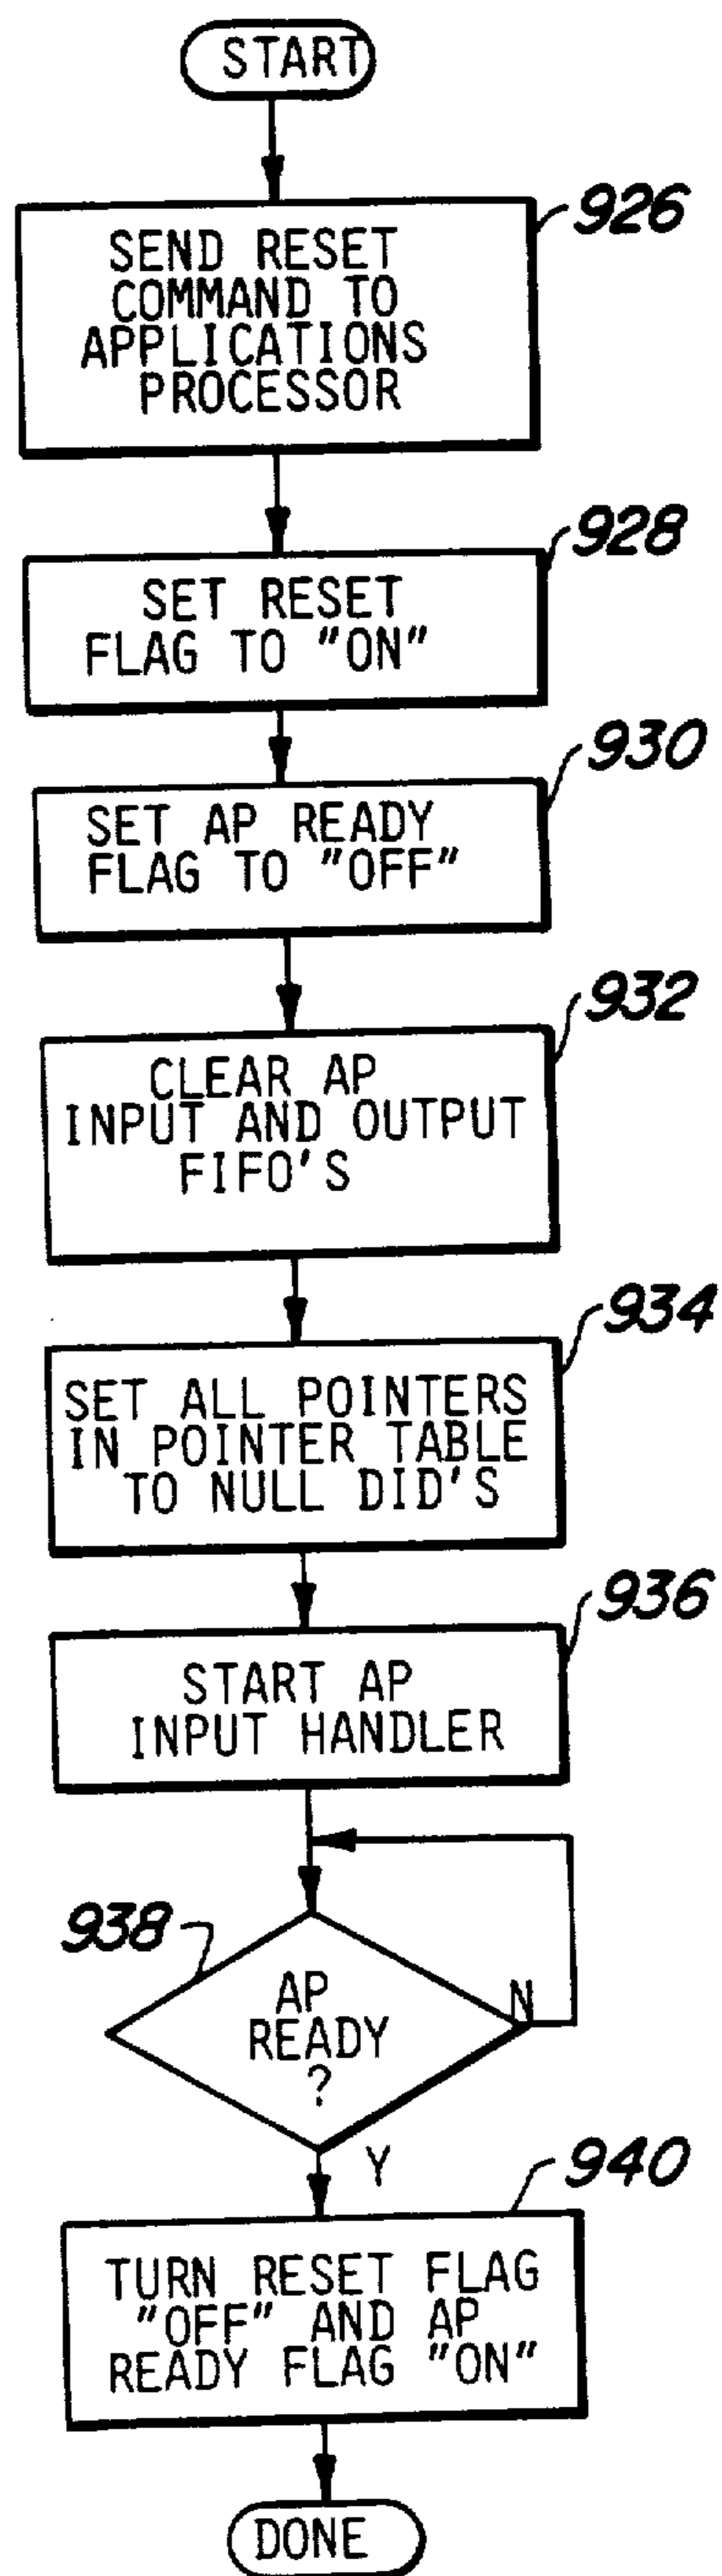 START
926
SEND RESET
COMMAND TO
APPLICATIONS
PROCESSOR
928
SET RESET
FLAG TO "ON"
930
SET AP READY
FLAG TO "OFF"
932
CLEAR AP
INPUT AND OUTPUT
FIFO'S
934
SET ALL POINTERS
IN POINTER TABLE
TO NULL DID'S
936
START AP
INPUT HANDLER
938
AP
READY
?
N
Y
940
TURN RESET FLAG
"OFF" AND AP
READY FLAG "ON"
DONE